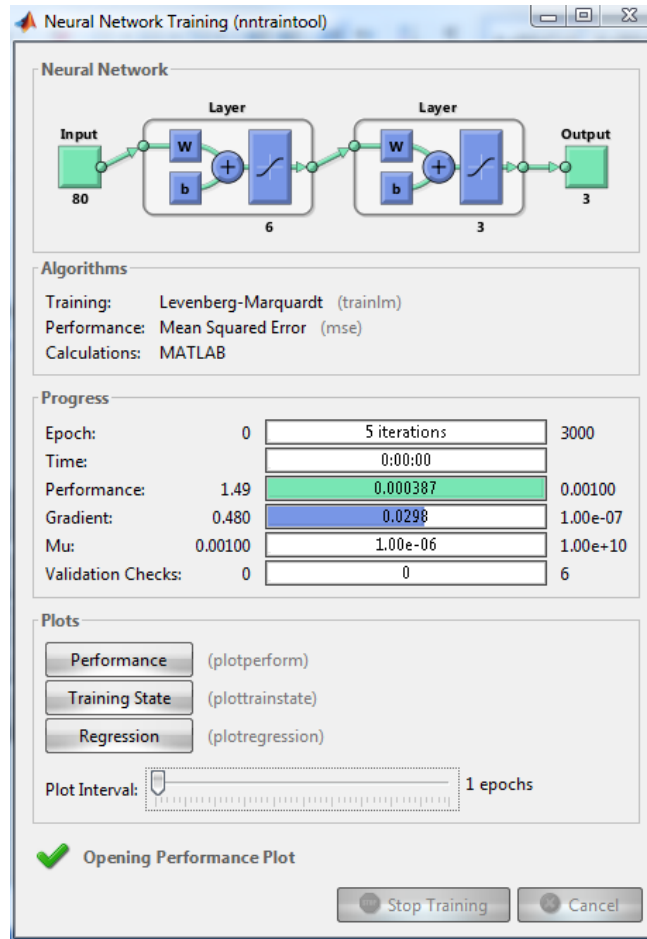 Neural Network Training (nntraintool)
Neural Network
Layer Layer
Input Output
W W
+ +
b b
80 3
6 3
Algorithms
Training: Levenberg-Marquardt (trainlm)
Performance: Mean Squared Error (mse)
Calculations: MATLAB
Progress
Epoch: 0 5 iterations 3000
Time: 0:00:00
Performance: 1.49 0.000387 0.00100
Gradient: 0.480 0.0298 1.00e-07
Mu: 0.00100 1.00e-06 1.00e+10
Validation Checks: 0 0 6
Plots
Performance (plotperform)
Training State (plottrainstate)
Regression (plotregression)
Plot Interval: 1 epochs
Opening Performance Plot
Stop Training Cancel